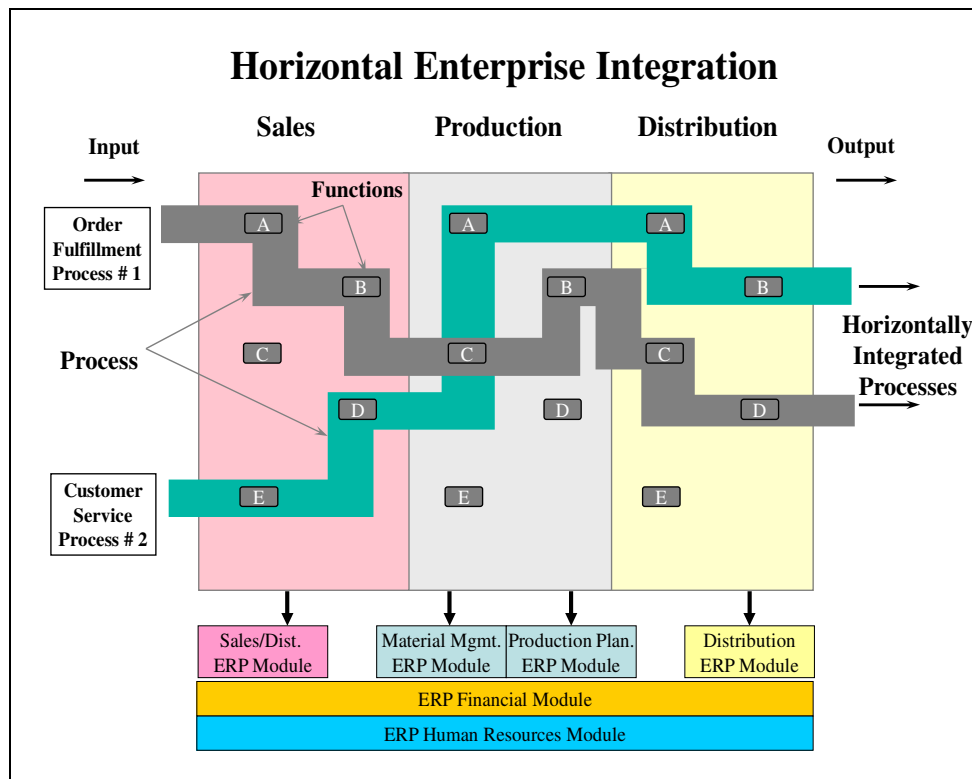 Horizontal Enterprise Integration
Sales
Production
Distribution
Input
Output
Functions
Order
Fulfillment
Process # 1
A
A
A
B
B
B
Process
C
C
C
Horizontally
Integrated
Processes
D
D
D
E
E
E
Customer
Service
Process # 2
Sales/Dist.
ERP Module
Material Mgmt.
ERP Module
Production Plan.
ERP Module
Distribution
ERP Module
ERP Financial Module
ERP Human Resources Module